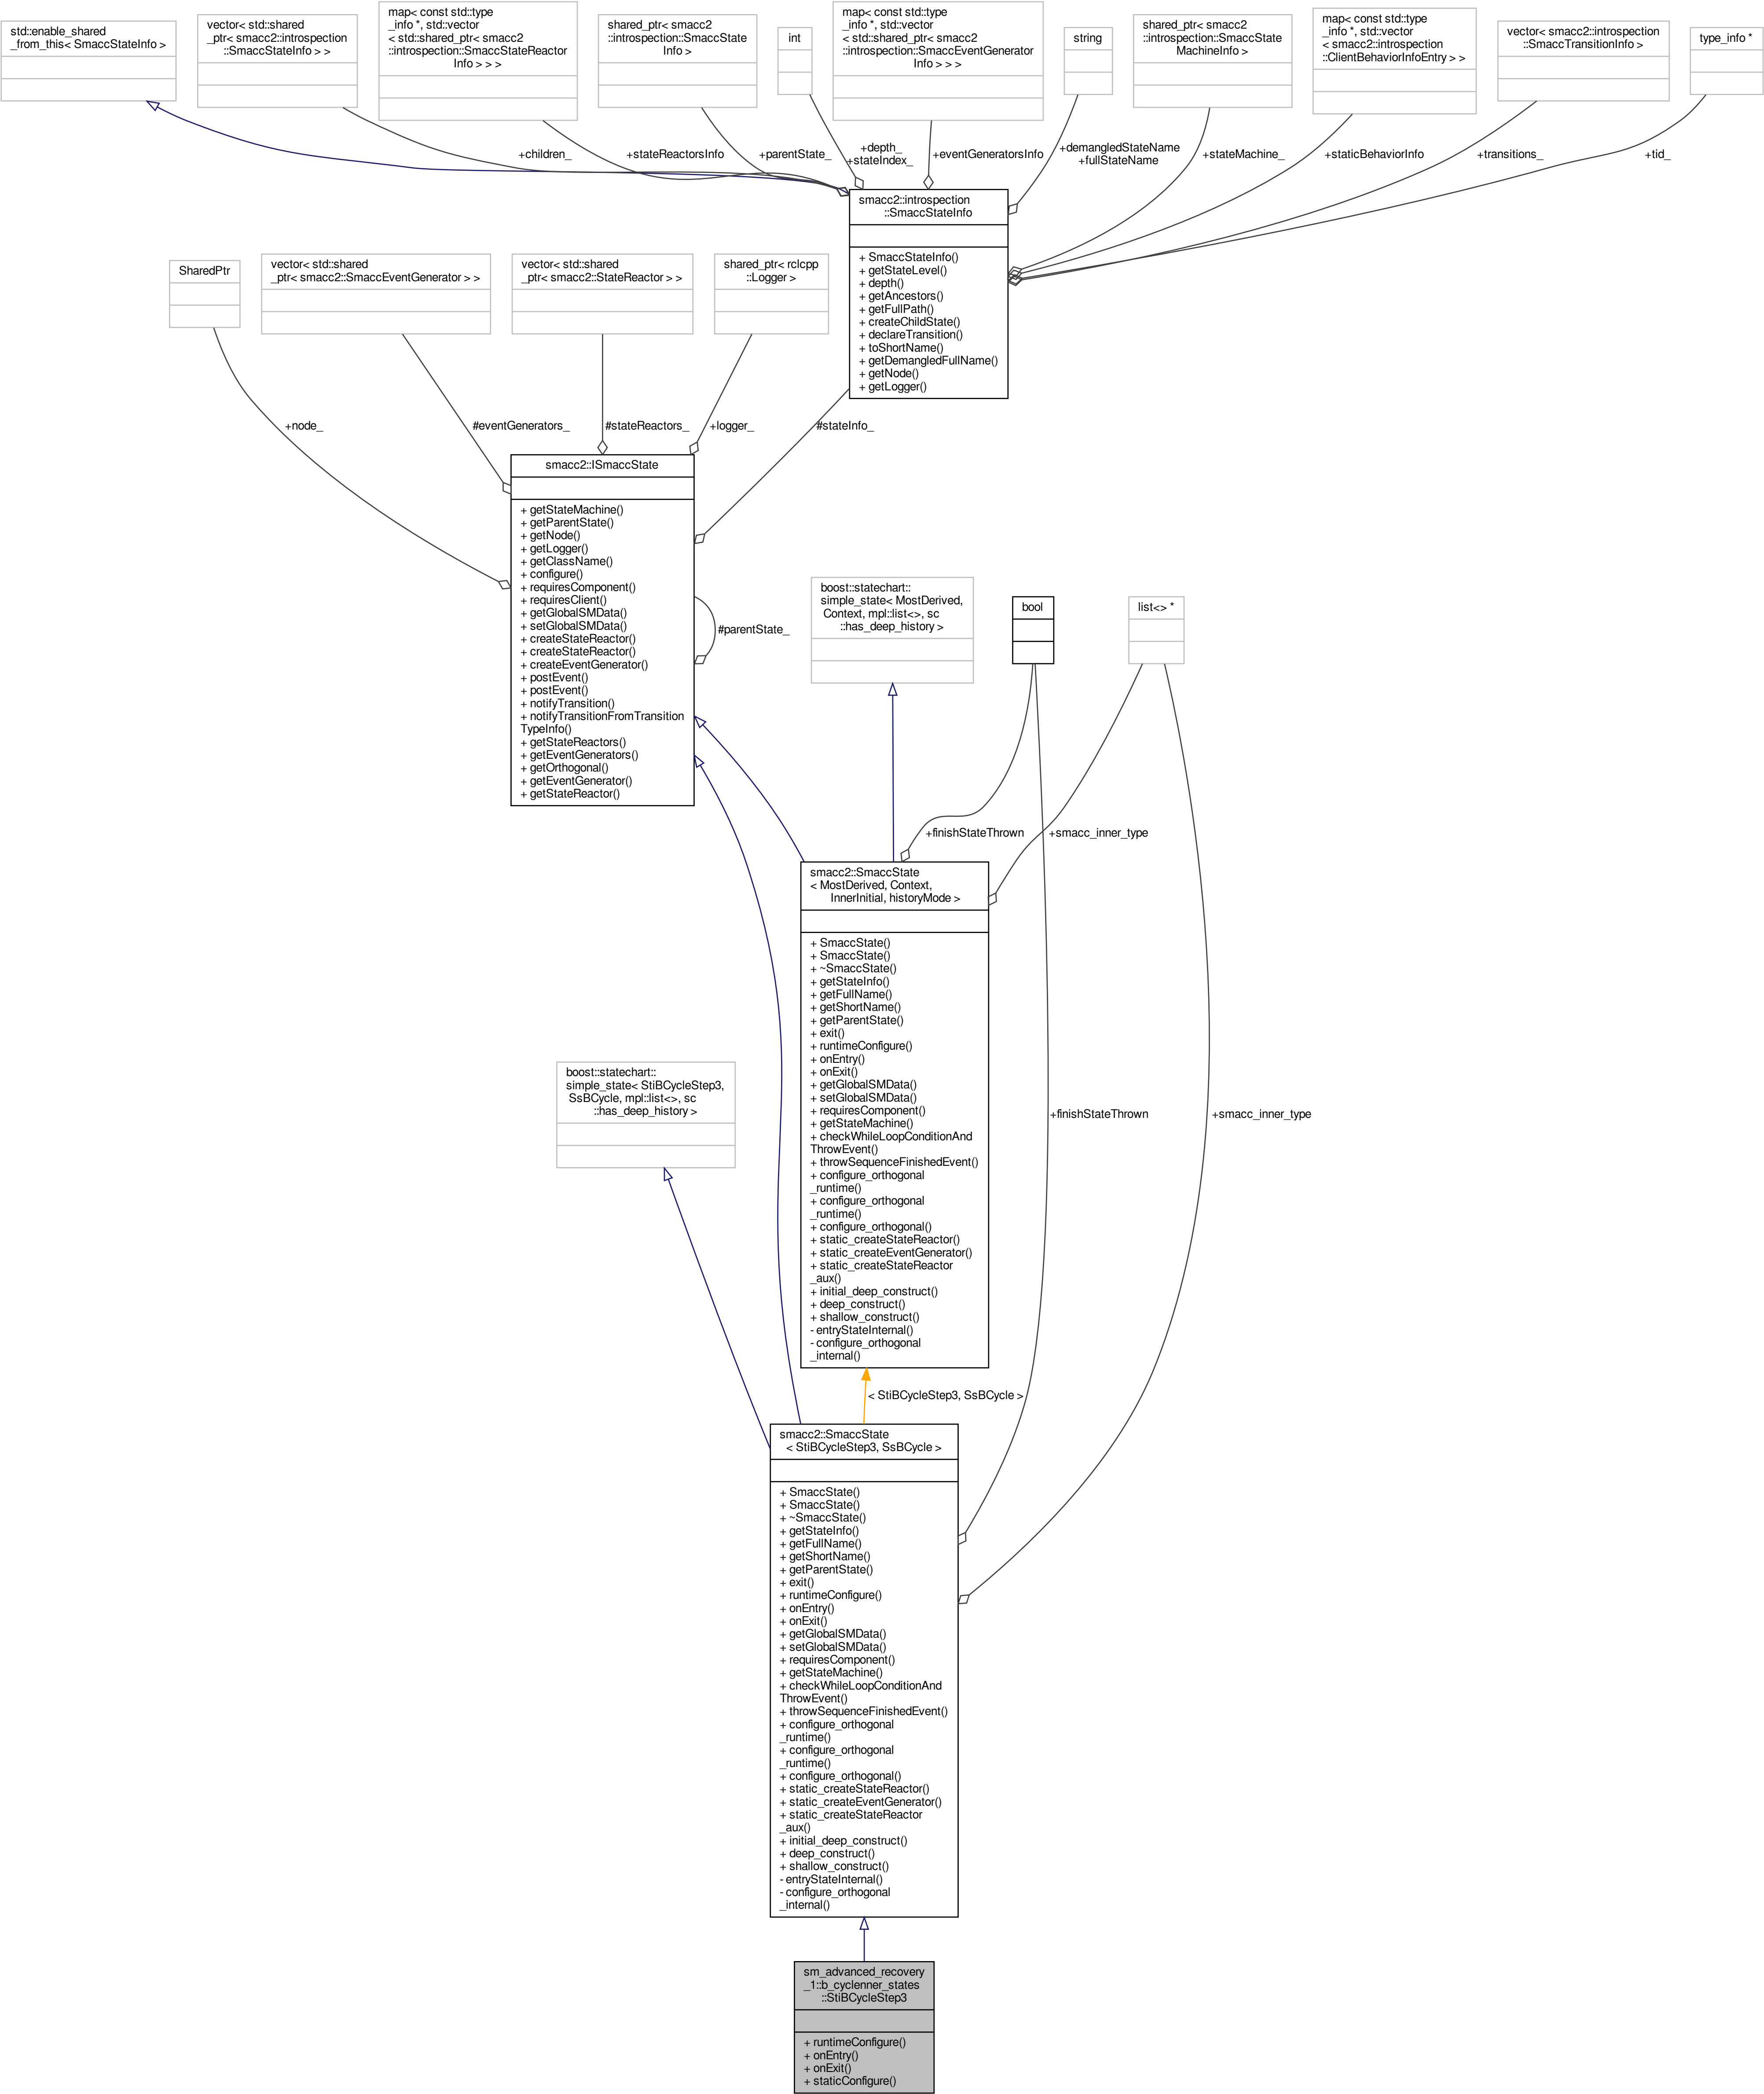 std::enable_shared
_from_this< SmaccStateInfo >
vector< std::shared
_ptr< smacc2::introspection
::SmaccStateInfo > >
map< const std::type
_info *, std::vector
< std::shared_ptr< smacc2
::introspection::SmaccStateReactor
Info > > >
shared_ptr< smacc2
::introspection::SmaccState
Info >
int
map< const std::type
_info *, std::vector
< std::shared_ptr< smacc2
::introspection::SmaccEventGenerator
Info > > >
string
shared_ptr< smacc2
::introspection::SmaccState
MachineInfo >
map< const std::type
_info *, std::vector
< smacc2::introspection
::ClientBehaviorInfoEntry > >
vector< smacc2::introspection
::SmaccTransitionInfo >
type_info *
+children_
+stateReactorsInfo
+parentState_
+depth_
+stateIndex_
+eventGeneratorsInfo
+demangledStateName
+fullStateName
+stateMachine_
+staticBehaviorInfo
+transitions_
+tid_
smacc2::introspection
::SmaccStateInfo
+ SmaccStateInfo()
+ getStateLevel()
+ depth()
+ getAncestors()
+ getFullPath()
+ createChildState()
+ declareTransition()
+ toShortName()
+ getDemangledFullName()
+ getNode()
+ getLogger()
SharedPtr
vector< std::shared
_ptr< smacc2::SmaccEventGenerator > >
vector< std::shared
_ptr< smacc2::StateReactor > >
shared_ptr< rclcpp
::Logger >
+node_
#eventGenerators_
#stateReactors_
+logger_
#stateInfo_
smacc2::ISmaccState
+ getStateMachine()
+ getParentState()
+ getNode()
+ getLogger()
+ getClassName()
+ configure()
+ requiresComponent()
+ requiresClient()
+ getGlobalSMData()
+ setGlobalSMData()
+ createStateReactor()
+ createStateReactor()
+ createEventGenerator()
+ postEvent()
+ postEvent()
+ notifyTransition()
+ notifyTransitionFromTransition
TypeInfo()
+ getStateReactors()
+ getEventGenerators()
+ getOrthogonal()
+ getEventGenerator()
+ getStateReactor()
#parentState_
boost::statechart::
simple_state< MostDerived,
Context, mpl::list<>, sc
::has_deep_history >
bool
list<> *
+finishStateThrown
+smacc_inner_type
smacc2::SmaccState
< MostDerived, Context,
InnerInitial, historyMode >
+ SmaccState()
+ SmaccState()
+ ~SmaccState()
+ getStateInfo()
+ getFullName()
+ getShortName()
+ getParentState()
+ exit()
+ runtimeConfigure()
+ onEntry()
+ onExit()
+ getGlobalSMData()
+ setGlobalSMData()
+ requiresComponent()
+ getStateMachine()
+ checkWhileLoopConditionAnd
ThrowEvent()
+ throwSequenceFinishedEvent()
+ configure_orthogonal
_runtime()
+ configure_orthogonal
_runtime()
+ configure_orthogonal()
+ static_createStateReactor()
+ static_createEventGenerator()
+ static_createStateReactor
_aux()
+ initial_deep_construct()
+ deep_construct()
+ shallow_construct()
- entryStateInternal()
- configure_orthogonal
_internal()
boost::statechart::
simple_state< StiBCycleStep3,
SsBCycle, mpl::list<>, sc
::has_deep_history >
+finishStateThrown
+smacc_inner_type
< StiBCycleStep3, SsBCycle >
smacc2::SmaccState
< StiBCycleStep3, SsBCycle >
+ SmaccState()
+ SmaccState()
+ ~SmaccState()
+ getStateInfo()
+ getFullName()
+ getShortName()
+ getParentState()
+ exit()
+ runtimeConfigure()
+ onEntry()
+ onExit()
+ getGlobalSMData()
+ setGlobalSMData()
+ requiresComponent()
+ getStateMachine()
+ checkWhileLoopConditionAnd
ThrowEvent()
+ throwSequenceFinishedEvent()
+ configure_orthogonal
_runtime()
+ configure_orthogonal
_runtime()
+ configure_orthogonal()
+ static_createStateReactor()
+ static_createEventGenerator()
+ static_createStateReactor
_aux()
+ initial_deep_construct()
+ deep_construct()
+ shallow_construct()
- entryStateInternal()
- configure_orthogonal
_internal()
sm_advanced_recovery
_1::b_cyclenner_states
::StiBCycleStep3
+ runtimeConfigure()
+ onEntry()
+ onExit()
+ staticConfigure()